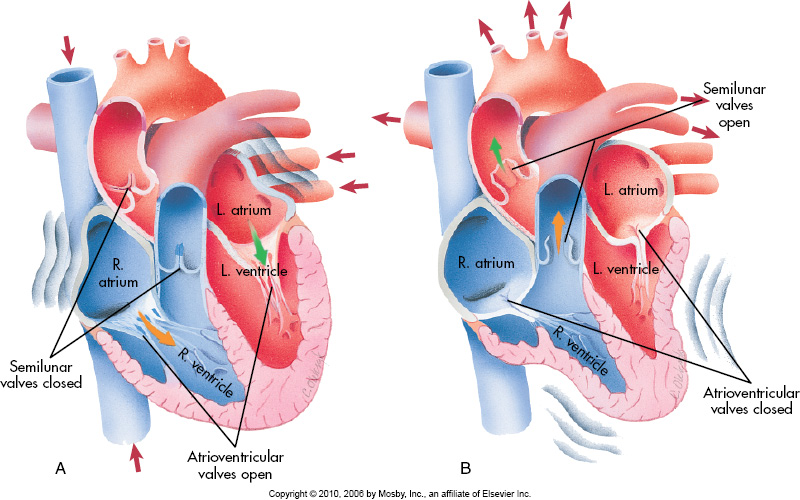 Semilunar
valves
open
L. atrium
L. atrium
R.
atrium
L. ventricle
R. atrium
L. ventricle
R. ventricle
R. ventricle
Semilunar
valves closed
Atrioventricular
valves closed
Atrioventricular
valves open
A
B
Copyright © 2010, 2006 by Mosby, Inc., an affiliate of Elsevier Inc.